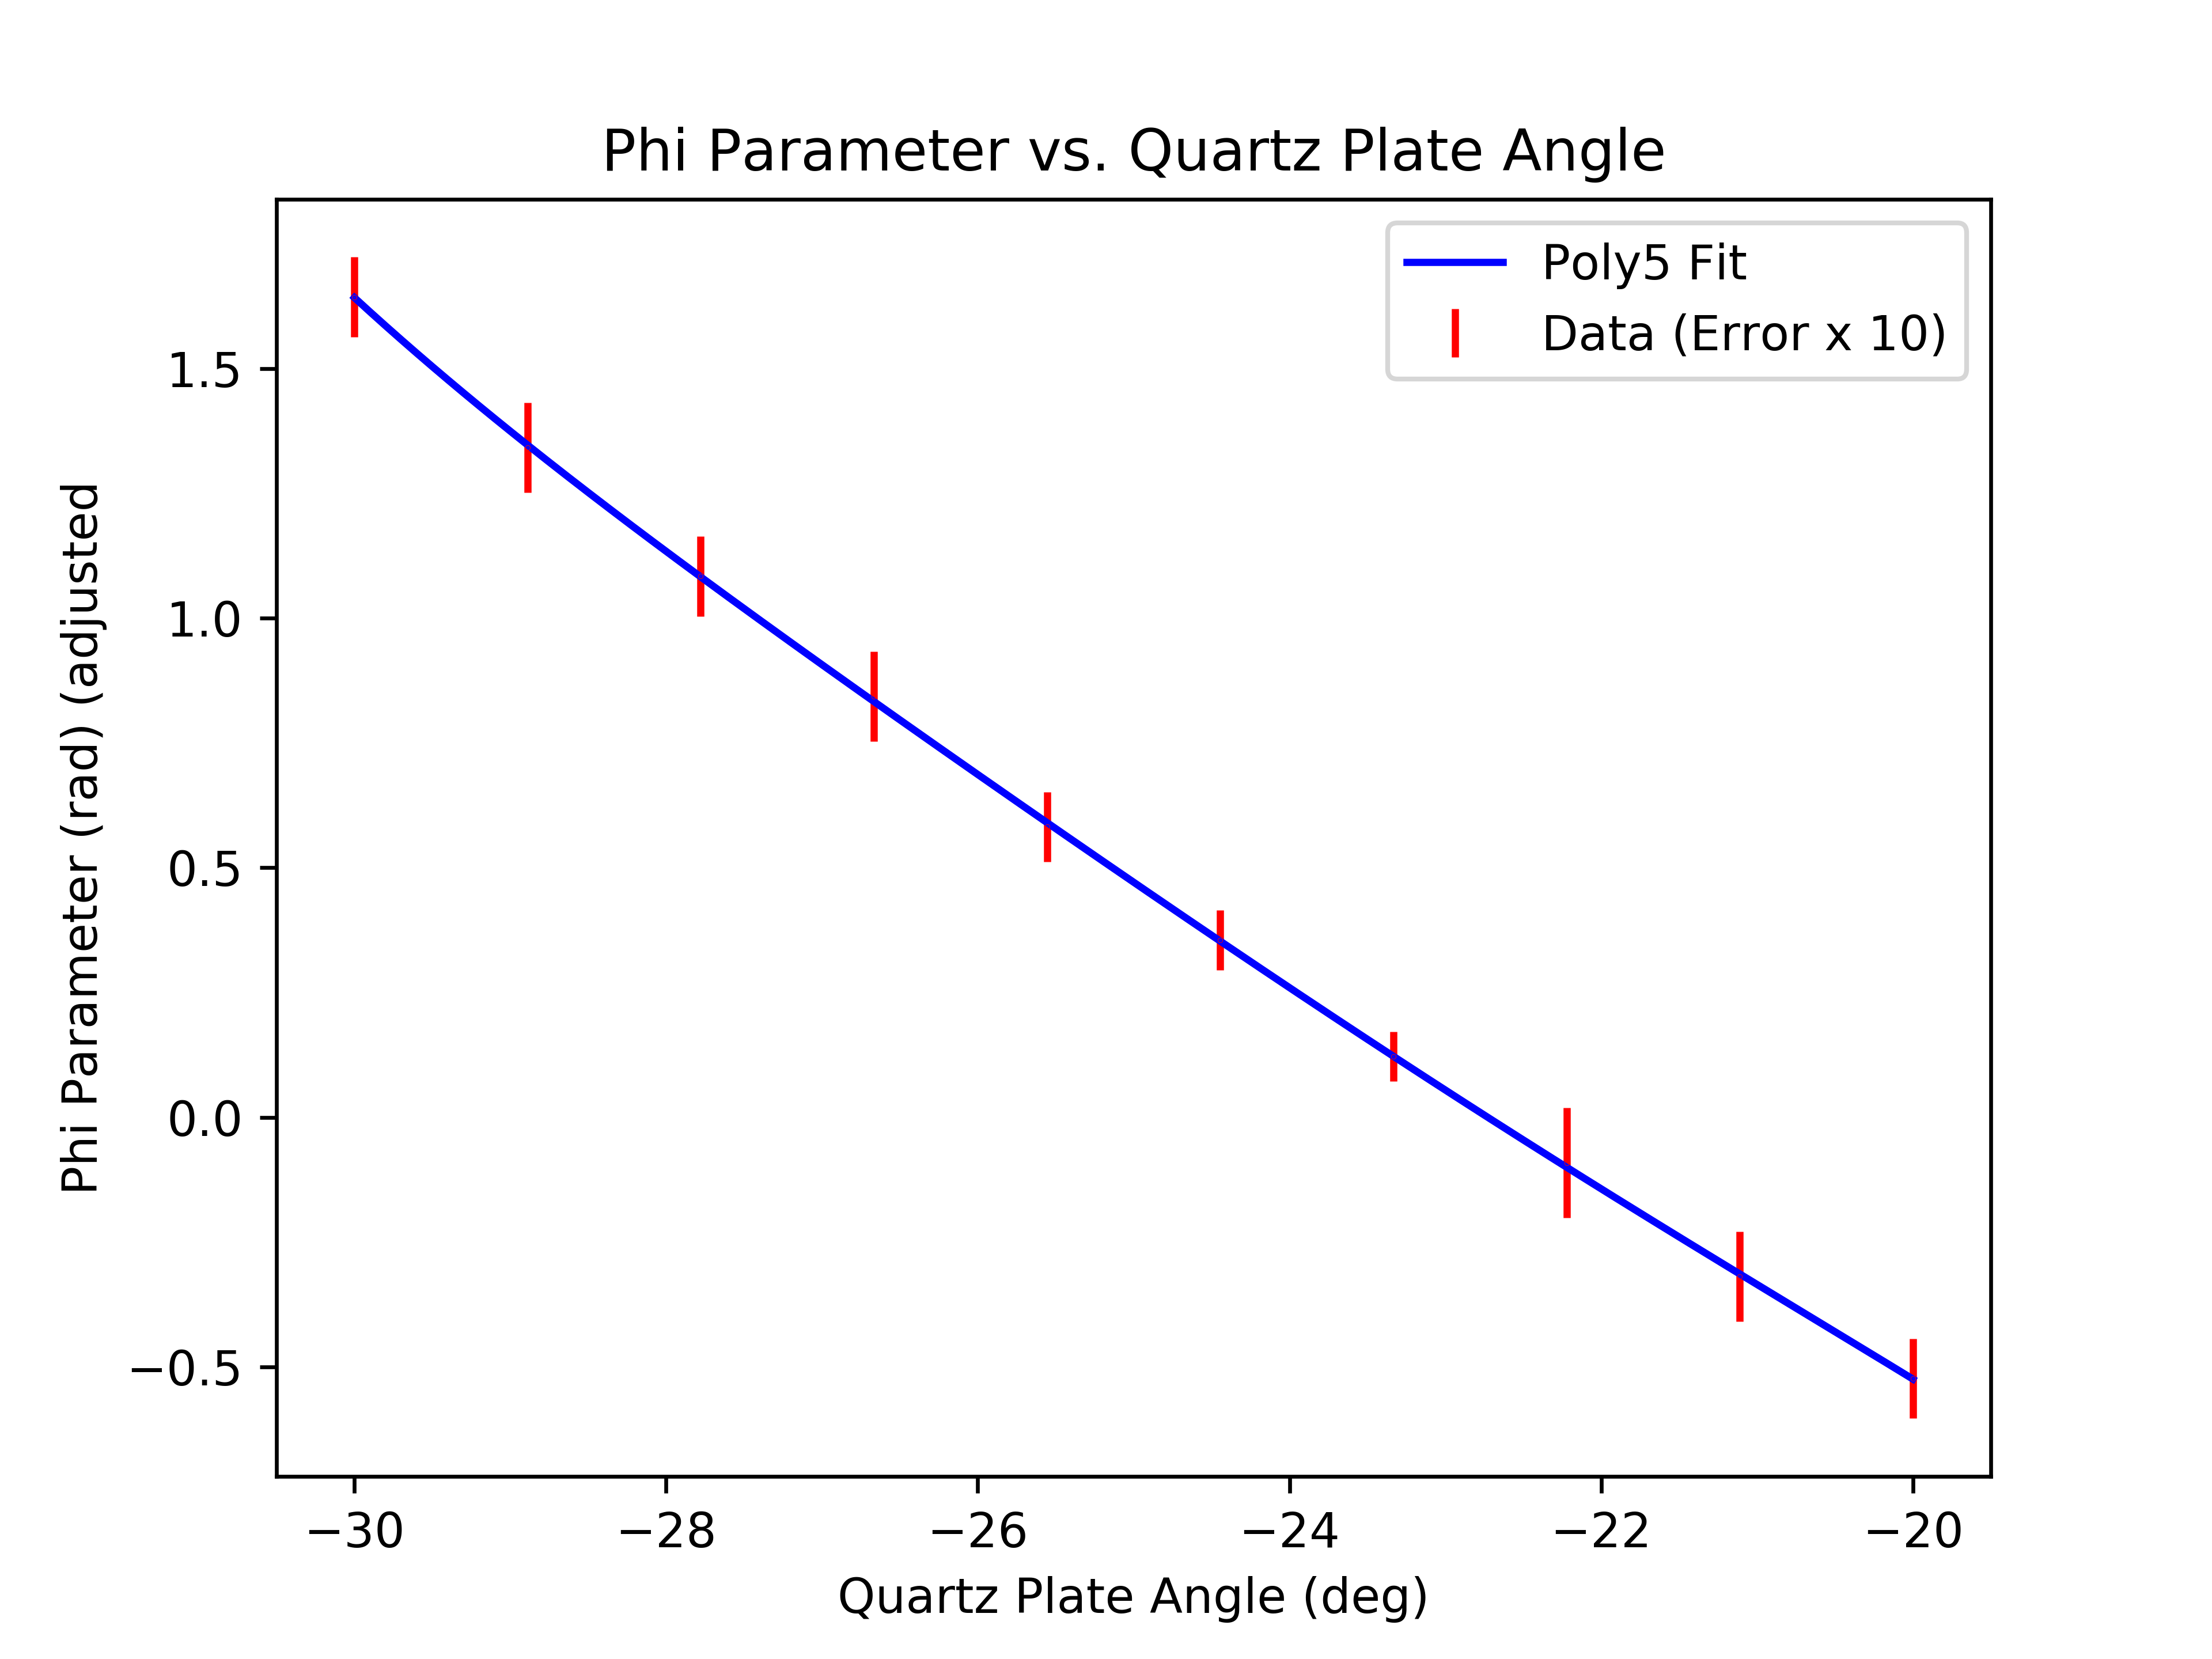 Phi Parameter vs. Quartz Plate Angle
Poly5 Fit
Data (Error x 10)
Phi Parameter (rad) (adjusted
1.5
1.0
0.5
0.0
−0.5
−30 −28 −26 −24 −22 −20
Quartz Plate Angle (deg)